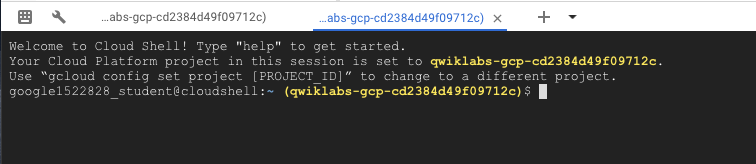 ...abs-gcp-cd2384d49f09712c) ...abs-gcp-cd2384d49f09712c)
Welcome to Cloud Shell! Type "help" to get started.
Your Cloud Platform project in this session is set to qwiklabs-gcp-cd2384d49f09712c.
Use “gcloud config set project [PROJECT_ID]” to change to a different project.
google1522828_student@cloudshell:~ (qwiklabs-gcp-cd2384d49f09712c)$